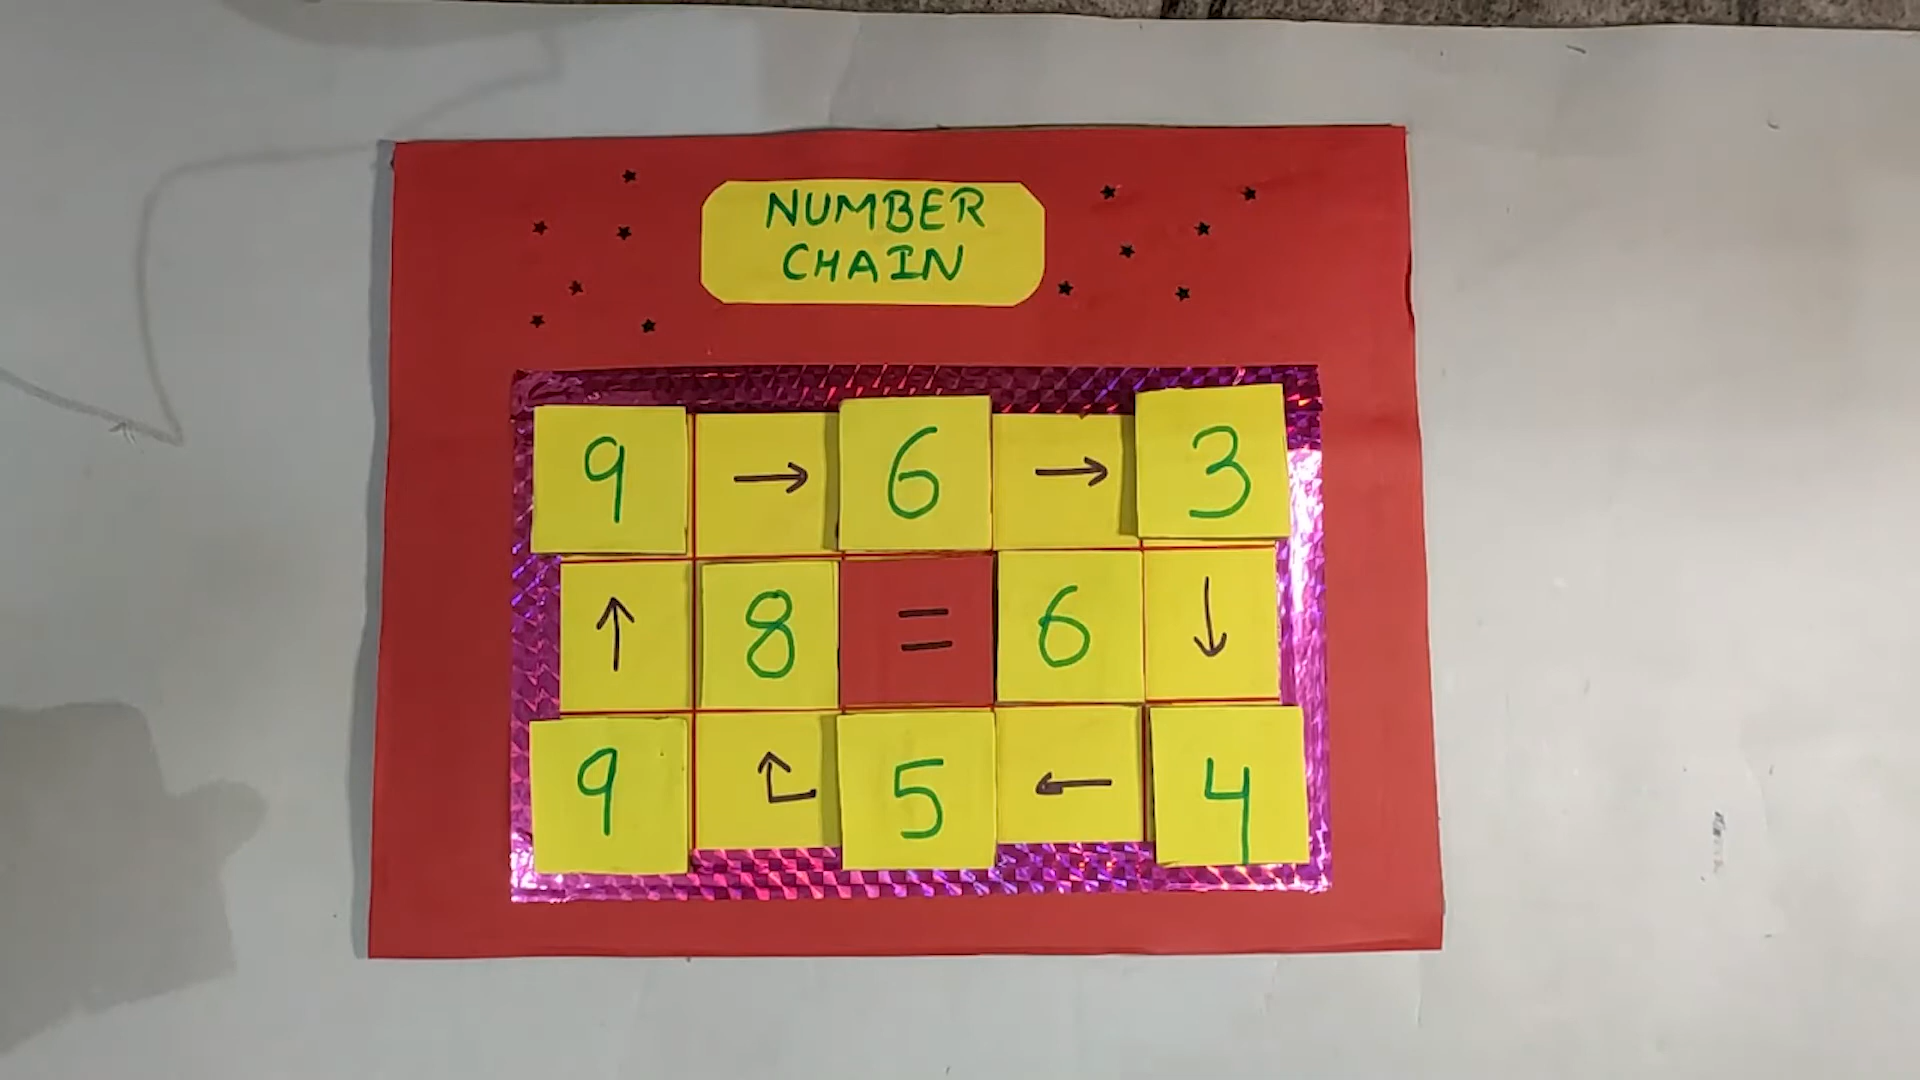 NUMBER
CHAIN
9 → 6 → 3
↑ 8 = 6 ↓
9 ↑ 5 ← 4